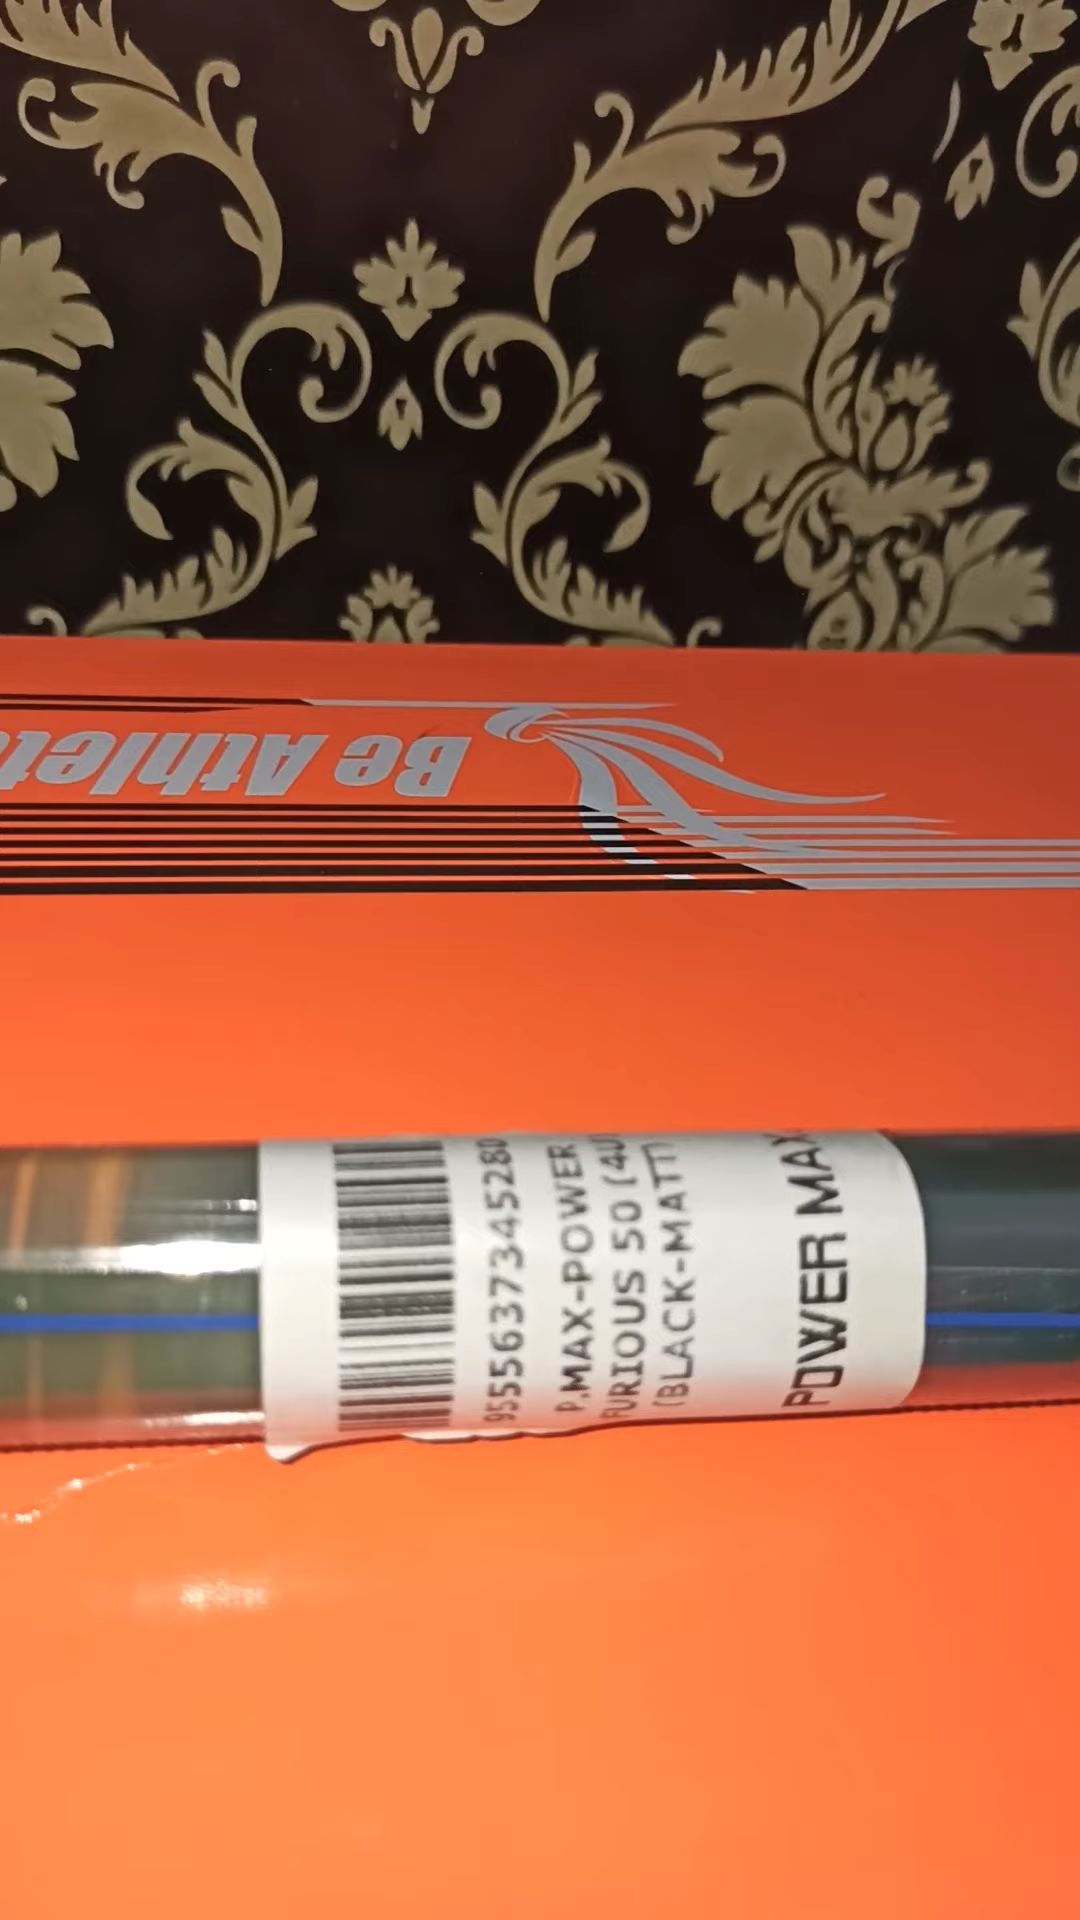 Be Athlet
9555637345280
P.MAX-POWER
FURIOUS 50 (4U)
(BLACK-MATT)
POWER MAX